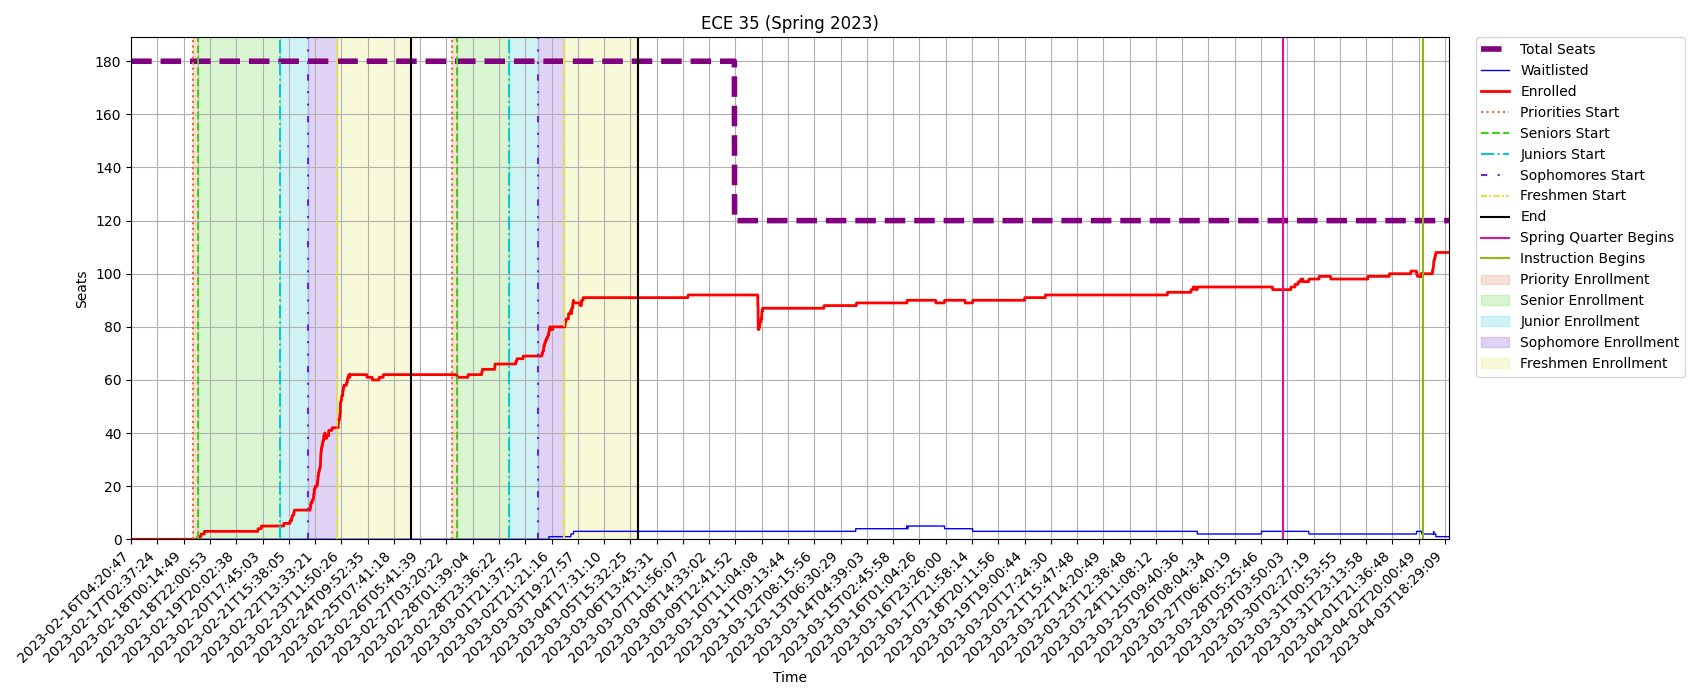 ECE 35 (Spring 2023)
Seats
180
160
140
120
100
80
60
40
20
0
2023-02-16T04:20:47
2023-02-17T02:37:24
2023-02-18T00:14:49
2023-02-18T22:00:53
2023-02-19T20:02:38
2023-02-20T17:45:03
2023-02-21T15:38:05
2023-02-22T13:33:21
2023-02-23T11:50:26
2023-02-24T09:52:35
2023-02-25T07:41:18
2023-02-26T05:41:39
2023-02-27T03:20:22
2023-02-28T01:39:04
2023-02-28T23:36:22
2023-03-01T21:37:52
2023-03-02T21:21:16
2023-03-03T19:27:57
2023-03-04T17:31:10
2023-03-05T15:32:25
2023-03-06T13:45:31
2023-03-07T11:56:07
2023-03-08T14:33:02
2023-03-09T12:41:52
2023-03-10T11:04:08
2023-03-11T09:13:44
2023-03-12T08:15:56
2023-03-13T06:30:29
2023-03-14T04:39:03
2023-03-15T02:45:58
2023-03-16T01:04:26
2023-03-16T23:26:00
2023-03-17T21:58:14
2023-03-18T20:11:56
2023-03-19T19:00:44
2023-03-20T17:24:30
2023-03-21T15:47:48
2023-03-22T14:20:49
2023-03-23T12:38:48
2023-03-24T11:08:12
2023-03-25T09:40:36
2023-03-26T08:04:34
2023-03-27T06:40:19
2023-03-28T05:25:46
2023-03-29T03:50:03
2023-03-30T02:27:19
2023-03-31T00:53:55
2023-03-31T23:13:58
2023-04-01T21:36:48
2023-04-02T20:00:49
2023-04-03T18:29:09
Time
Total Seats
Waitlisted
Enrolled
Priorities Start
Seniors Start
Juniors Start
Sophomores Start
Freshmen Start
End
Spring Quarter Begins
Instruction Begins
Priority Enrollment
Senior Enrollment
Junior Enrollment
Sophomore Enrollment
Freshmen Enrollment